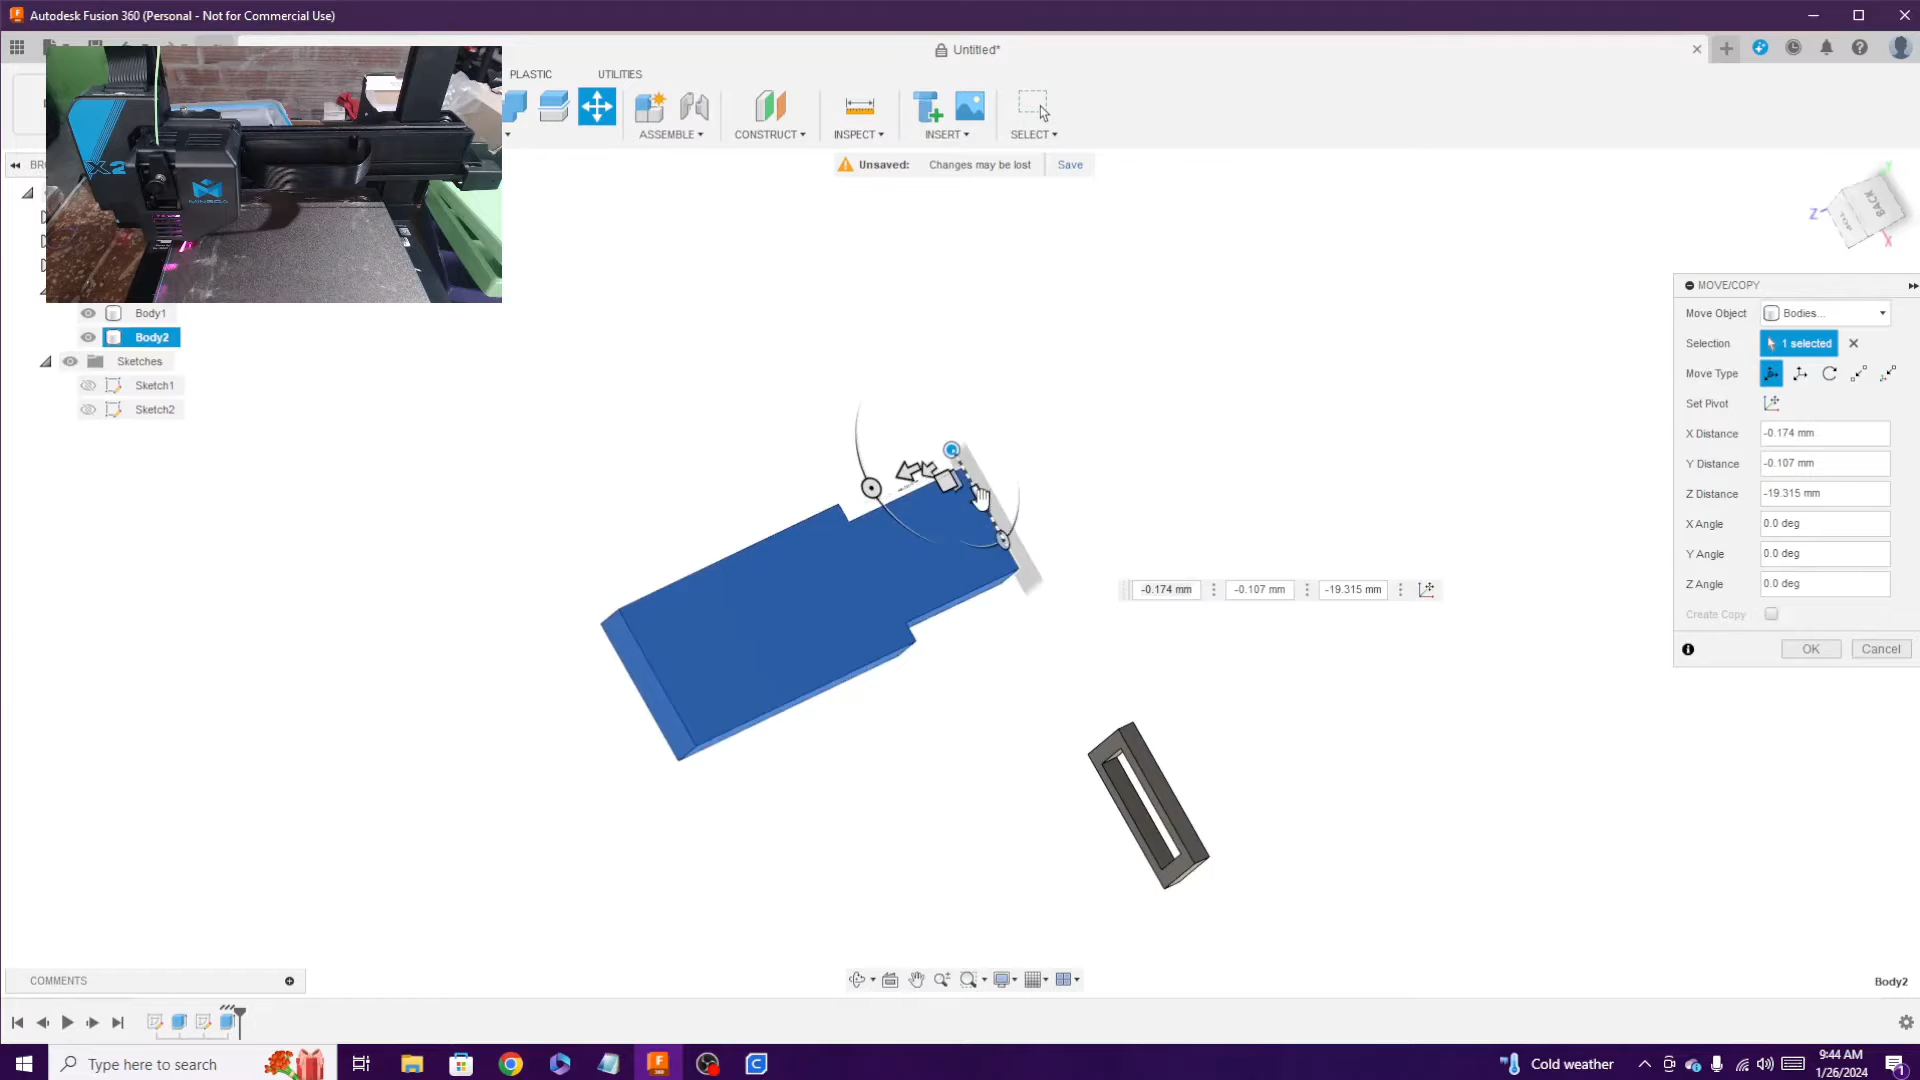 Autodesk Fusion 360 (Personal - Not for Commercial Use)
Untitled*
PLASTIC
UTILITIES
ASSEMBLE
CONSTRUCT
INSPECT
INSERT
SELECT
Unsaved: Changes may be lost Save
X2
MINGDA
BACK
Z
X
Y
Body1
Body2
Sketches
Sketch1
Sketch2
MOVE/COPY
Move Object Bodies...
Selection 1 selected
Move Type
Set Pivot
X Distance -0.174 mm
Y Distance -0.107 mm
Z Distance -19.315 mm
X Angle 0.0 deg
Y Angle 0.0 deg
Z Angle 0.0 deg
Create Copy
OK Cancel
-0.174 mm -0.107 mm -19.315 mm
COMMENTS
Body2
Type here to search
Cold weather
9:44 AM
1/26/2024
1